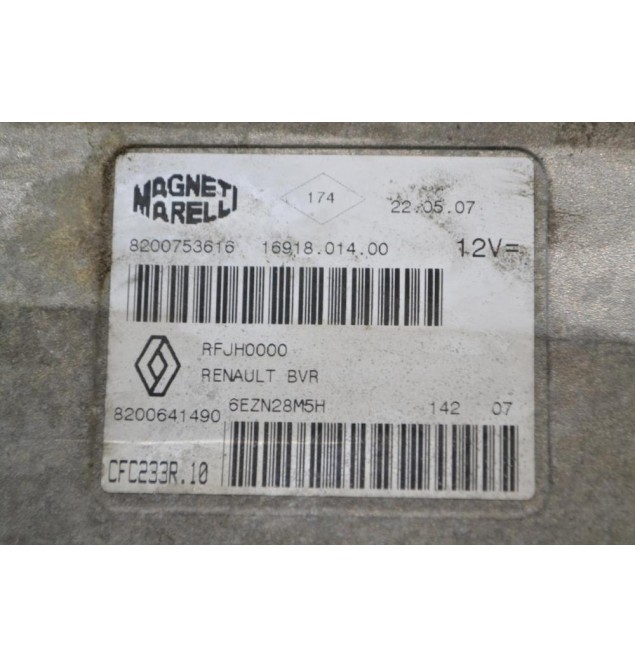 MAGNETI MARELLI
174
22.05.07
8200753616 16918.014.00 12V=
RFJH0000
RENAULT BVR
8200641490 6EZN28M5H 142 07
CFC233R.10